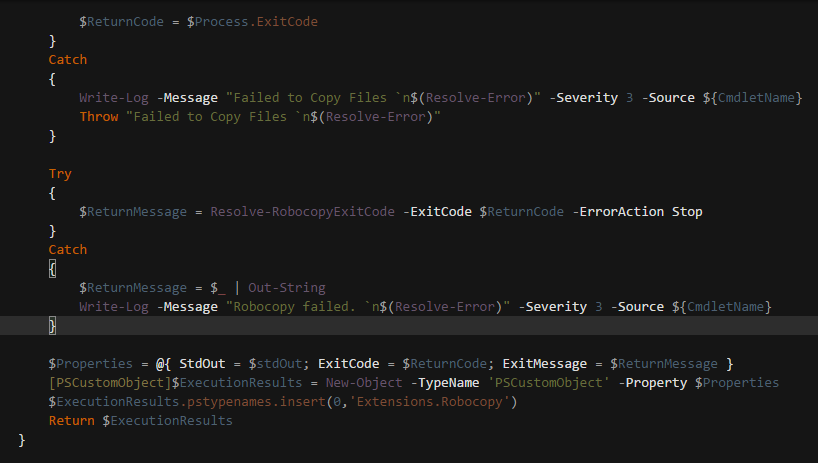 $ReturnCode = $Process.ExitCode
}
Catch
{
Write-Log -Message "Failed to Copy Files `n$(Resolve-Error)" -Severity 3 -Source ${CmdletName}
Throw "Failed to Copy Files `n$(Resolve-Error)"
}
Try
{
$ReturnMessage = Resolve-RobocopyExitCode -ExitCode $ReturnCode -ErrorAction Stop
}
Catch
{
$ReturnMessage = $_ | Out-String
Write-Log -Message "Robocopy failed. `n$(Resolve-Error)" -Severity 3 -Source ${CmdletName}
}
$Properties = @{ StdOut = $stdOut; ExitCode = $ReturnCode; ExitMessage = $ReturnMessage }
[PSCustomObject]$ExecutionResults = New-Object -TypeName 'PSCustomObject' -Property $Properties
$ExecutionResults.pstypenames.insert(0,'Extensions.Robocopy')
Return $ExecutionResults
}